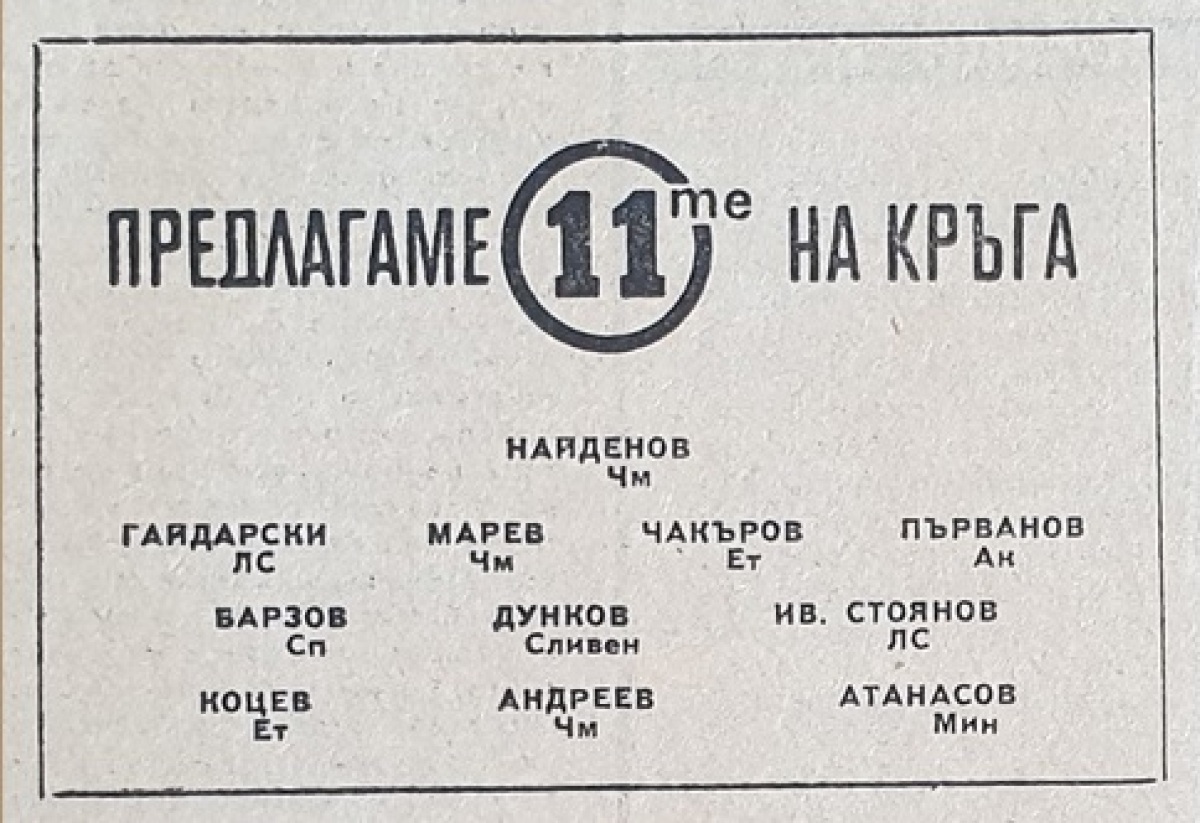 ПРЕДЛАГАМЕ 11те НА КРЪГА
НАЙДЕНОВ
Чм
ГАЙДАРСКИ МАРЕВ ЧАКЪРОВ ПЪРВАНОВ
ЛС Чм Ет Ак
БАРЗОВ ДУНКОВ ИВ. СТОЯНОВ
Сп Сливен ЛС
КОЦЕВ АНДРЕЕВ АТАНАСОВ
Ет Чм Мин